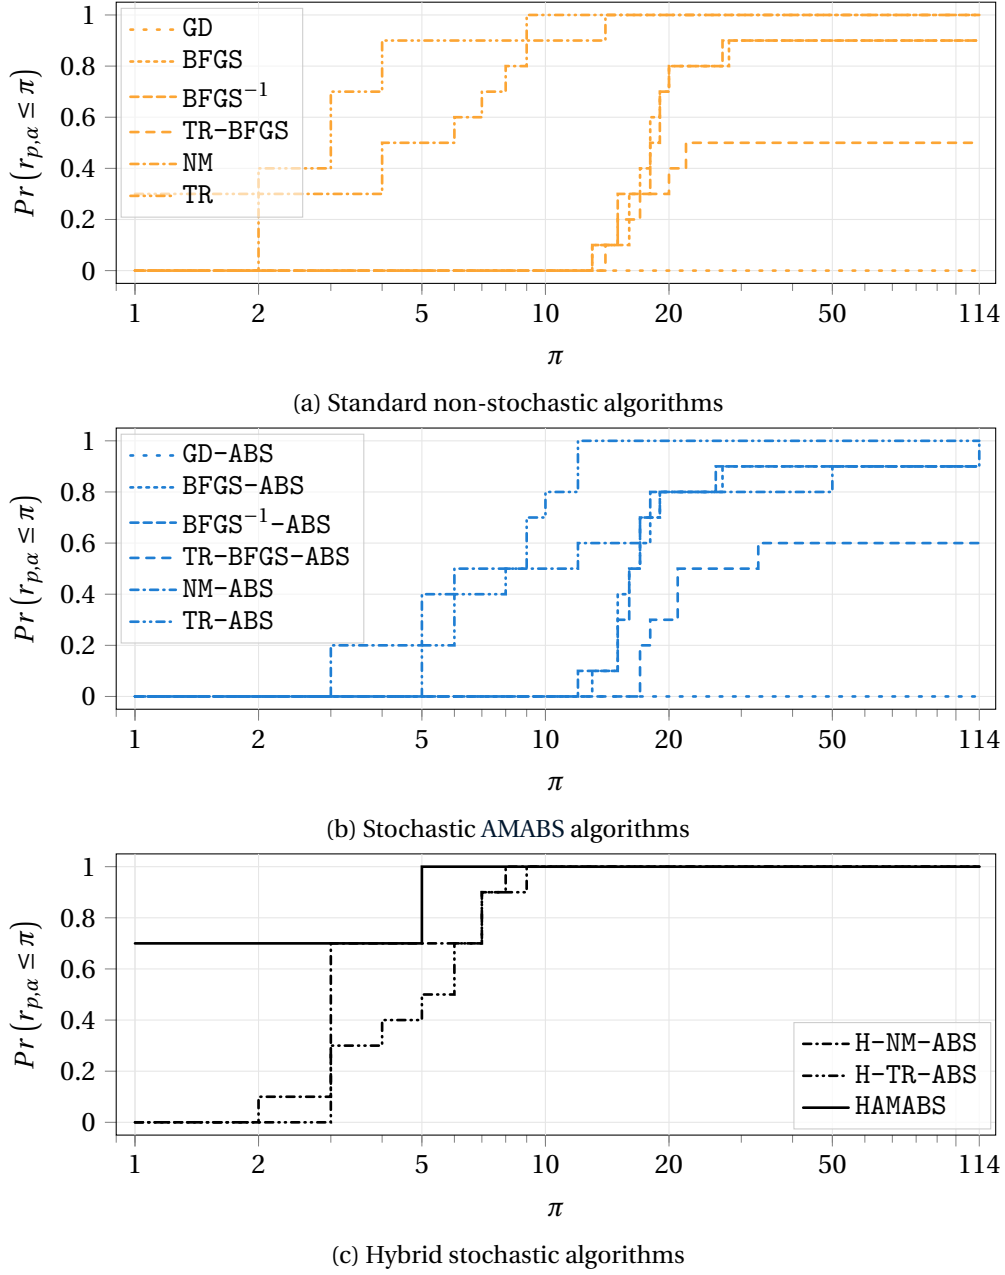 GD
BFGS
BFGS⁻¹
TR-BFGS
NM
TR
1
0.8
0.6
0.4
0.2
0
Pr(r_{p,α} ≤ π)
1 2 5 10 20 50 114
π
(a) Standard non-stochastic algorithms
GD-ABS
BFGS-ABS
BFGS⁻¹-ABS
TR-BFGS-ABS
NM-ABS
TR-ABS
1
0.8
0.6
0.4
0.2
0
Pr(r_{p,α} ≤ π)
1 2 5 10 20 50 114
π
(b) Stochastic AMABS algorithms
1
0.8
0.6
0.4
0.2
0
Pr(r_{p,α} ≤ π)
H-NM-ABS
H-TR-ABS
HAMABS
1 2 5 10 20 50 114
π
(c) Hybrid stochastic algorithms